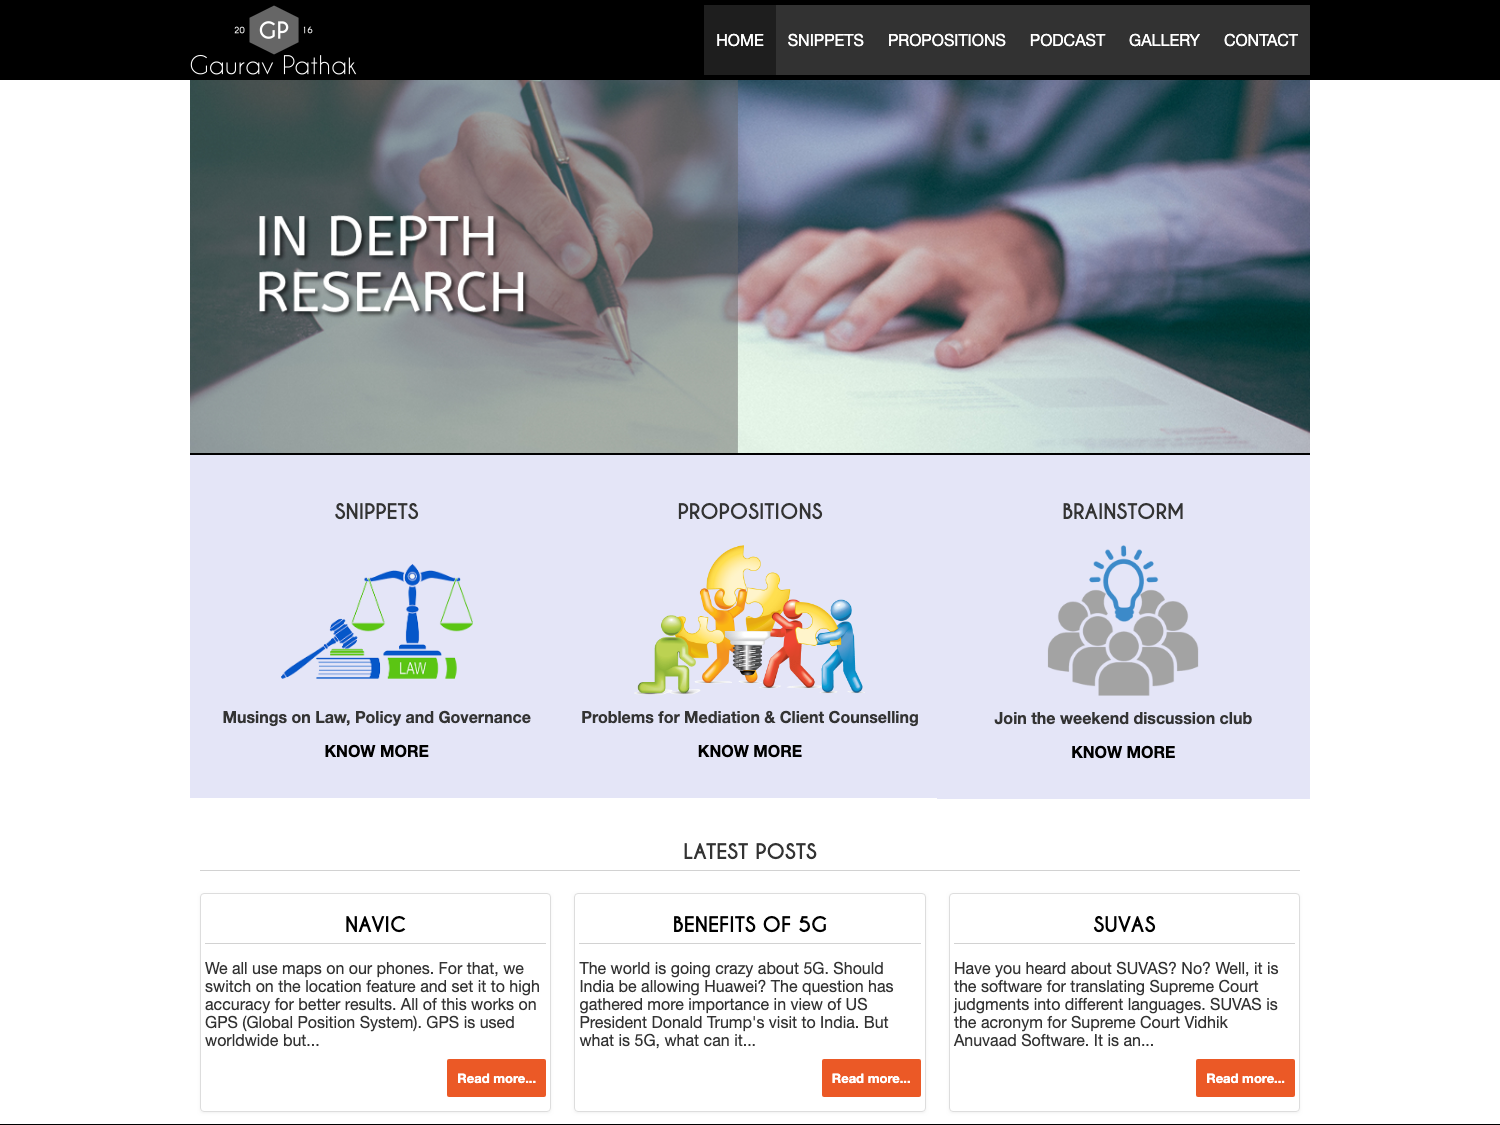 20 GP 16
Gaurav Pathak
HOME SNIPPETS PROPOSITIONS PODCAST GALLERY CONTACT
IN DEPTH
RESEARCH
SNIPPETS
LAW
Musings on Law, Policy and Governance
KNOW MORE
PROPOSITIONS
Problems for Mediation & Client Counselling
KNOW MORE
BRAINSTORM
Join the weekend discussion club
KNOW MORE
LATEST POSTS
NAVIC
We all use maps on our phones. For that, we
switch on the location feature and set it to high
accuracy for better results. All of this works on
GPS (Global Position System). GPS is used
worldwide but...
Read more...
BENEFITS OF 5G
The world is going crazy about 5G. Should
India be allowing Huawei? The question has
gathered more importance in view of US
President Donald Trump's visit to India. But
what is 5G, what can it...
Read more...
SUVAS
Have you heard about SUVAS? No? Well, it is
the software for translating Supreme Court
judgments into different languages. SUVAS is
the acronym for Supreme Court Vidhik
Anuvaad Software. It is an...
Read more...